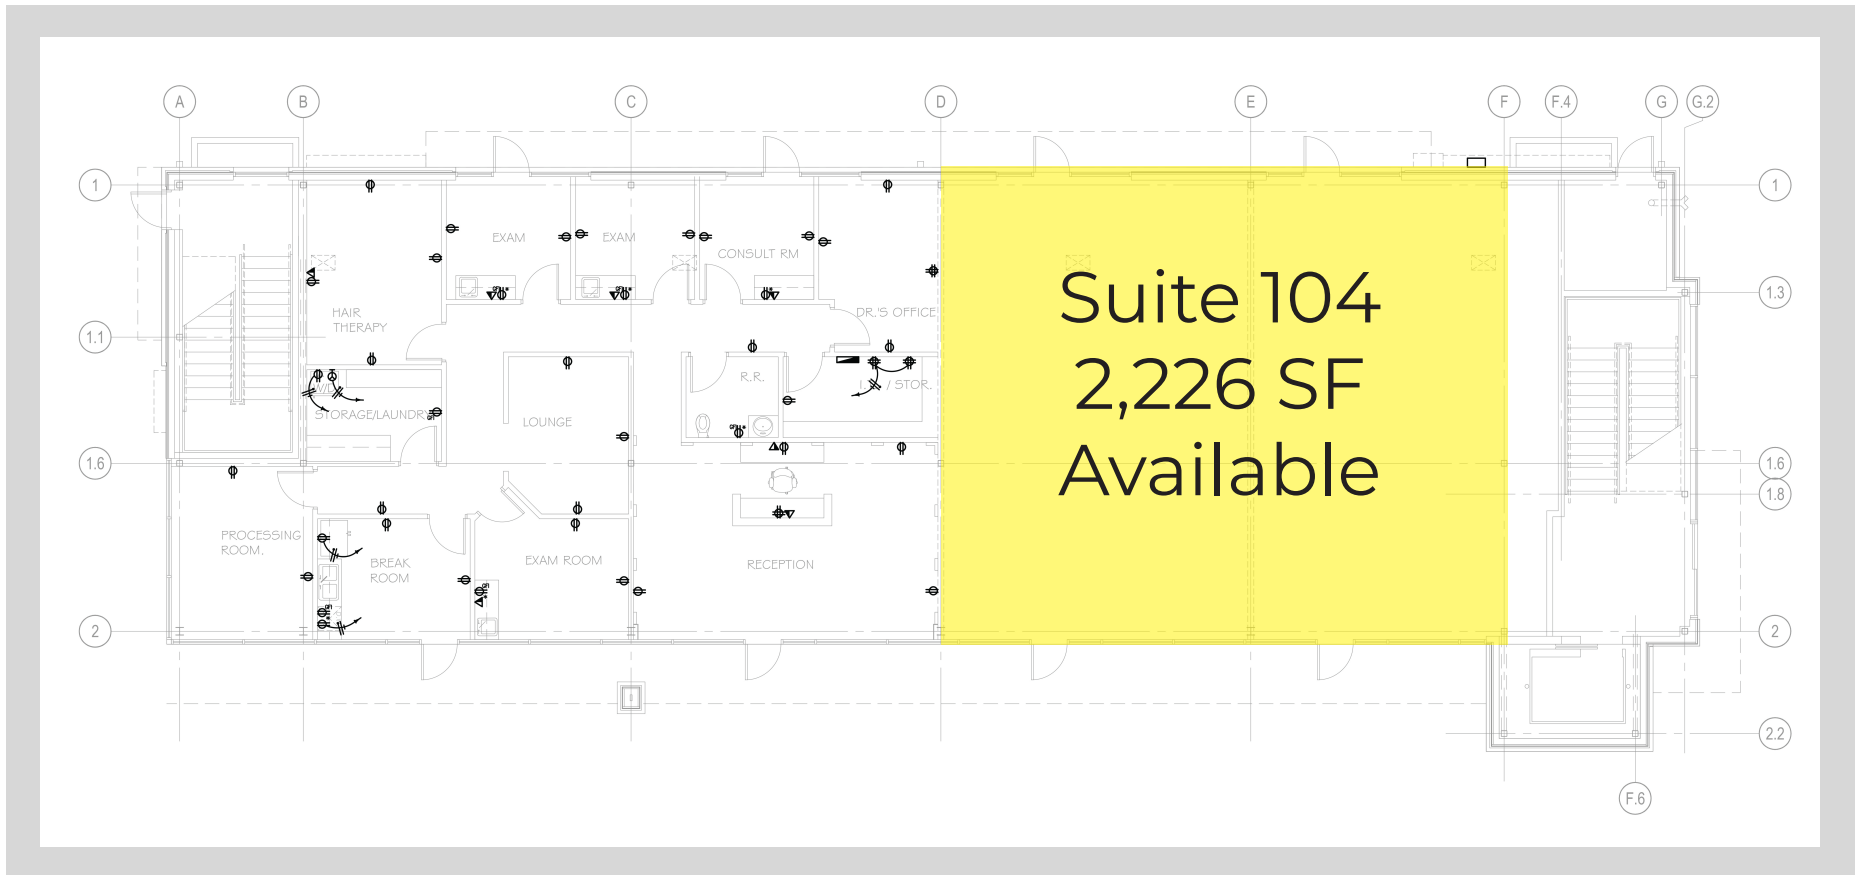 A B C D E F F.4 G G.2
1 1
EXAM EXAM
CONSULT RM
Suite 104
2,226 SF
Available
1.3
HAIR
THERAPY
DR.'S OFFICE
1.1
R.R.
STOR.
STORAGE/LAUNDRY
LOUNGE
1.6 1.6
1.8
PROCESSING
ROOM.
BREAK
ROOM
EXAM ROOM
RECEPTION
2 2
2.2
F.6